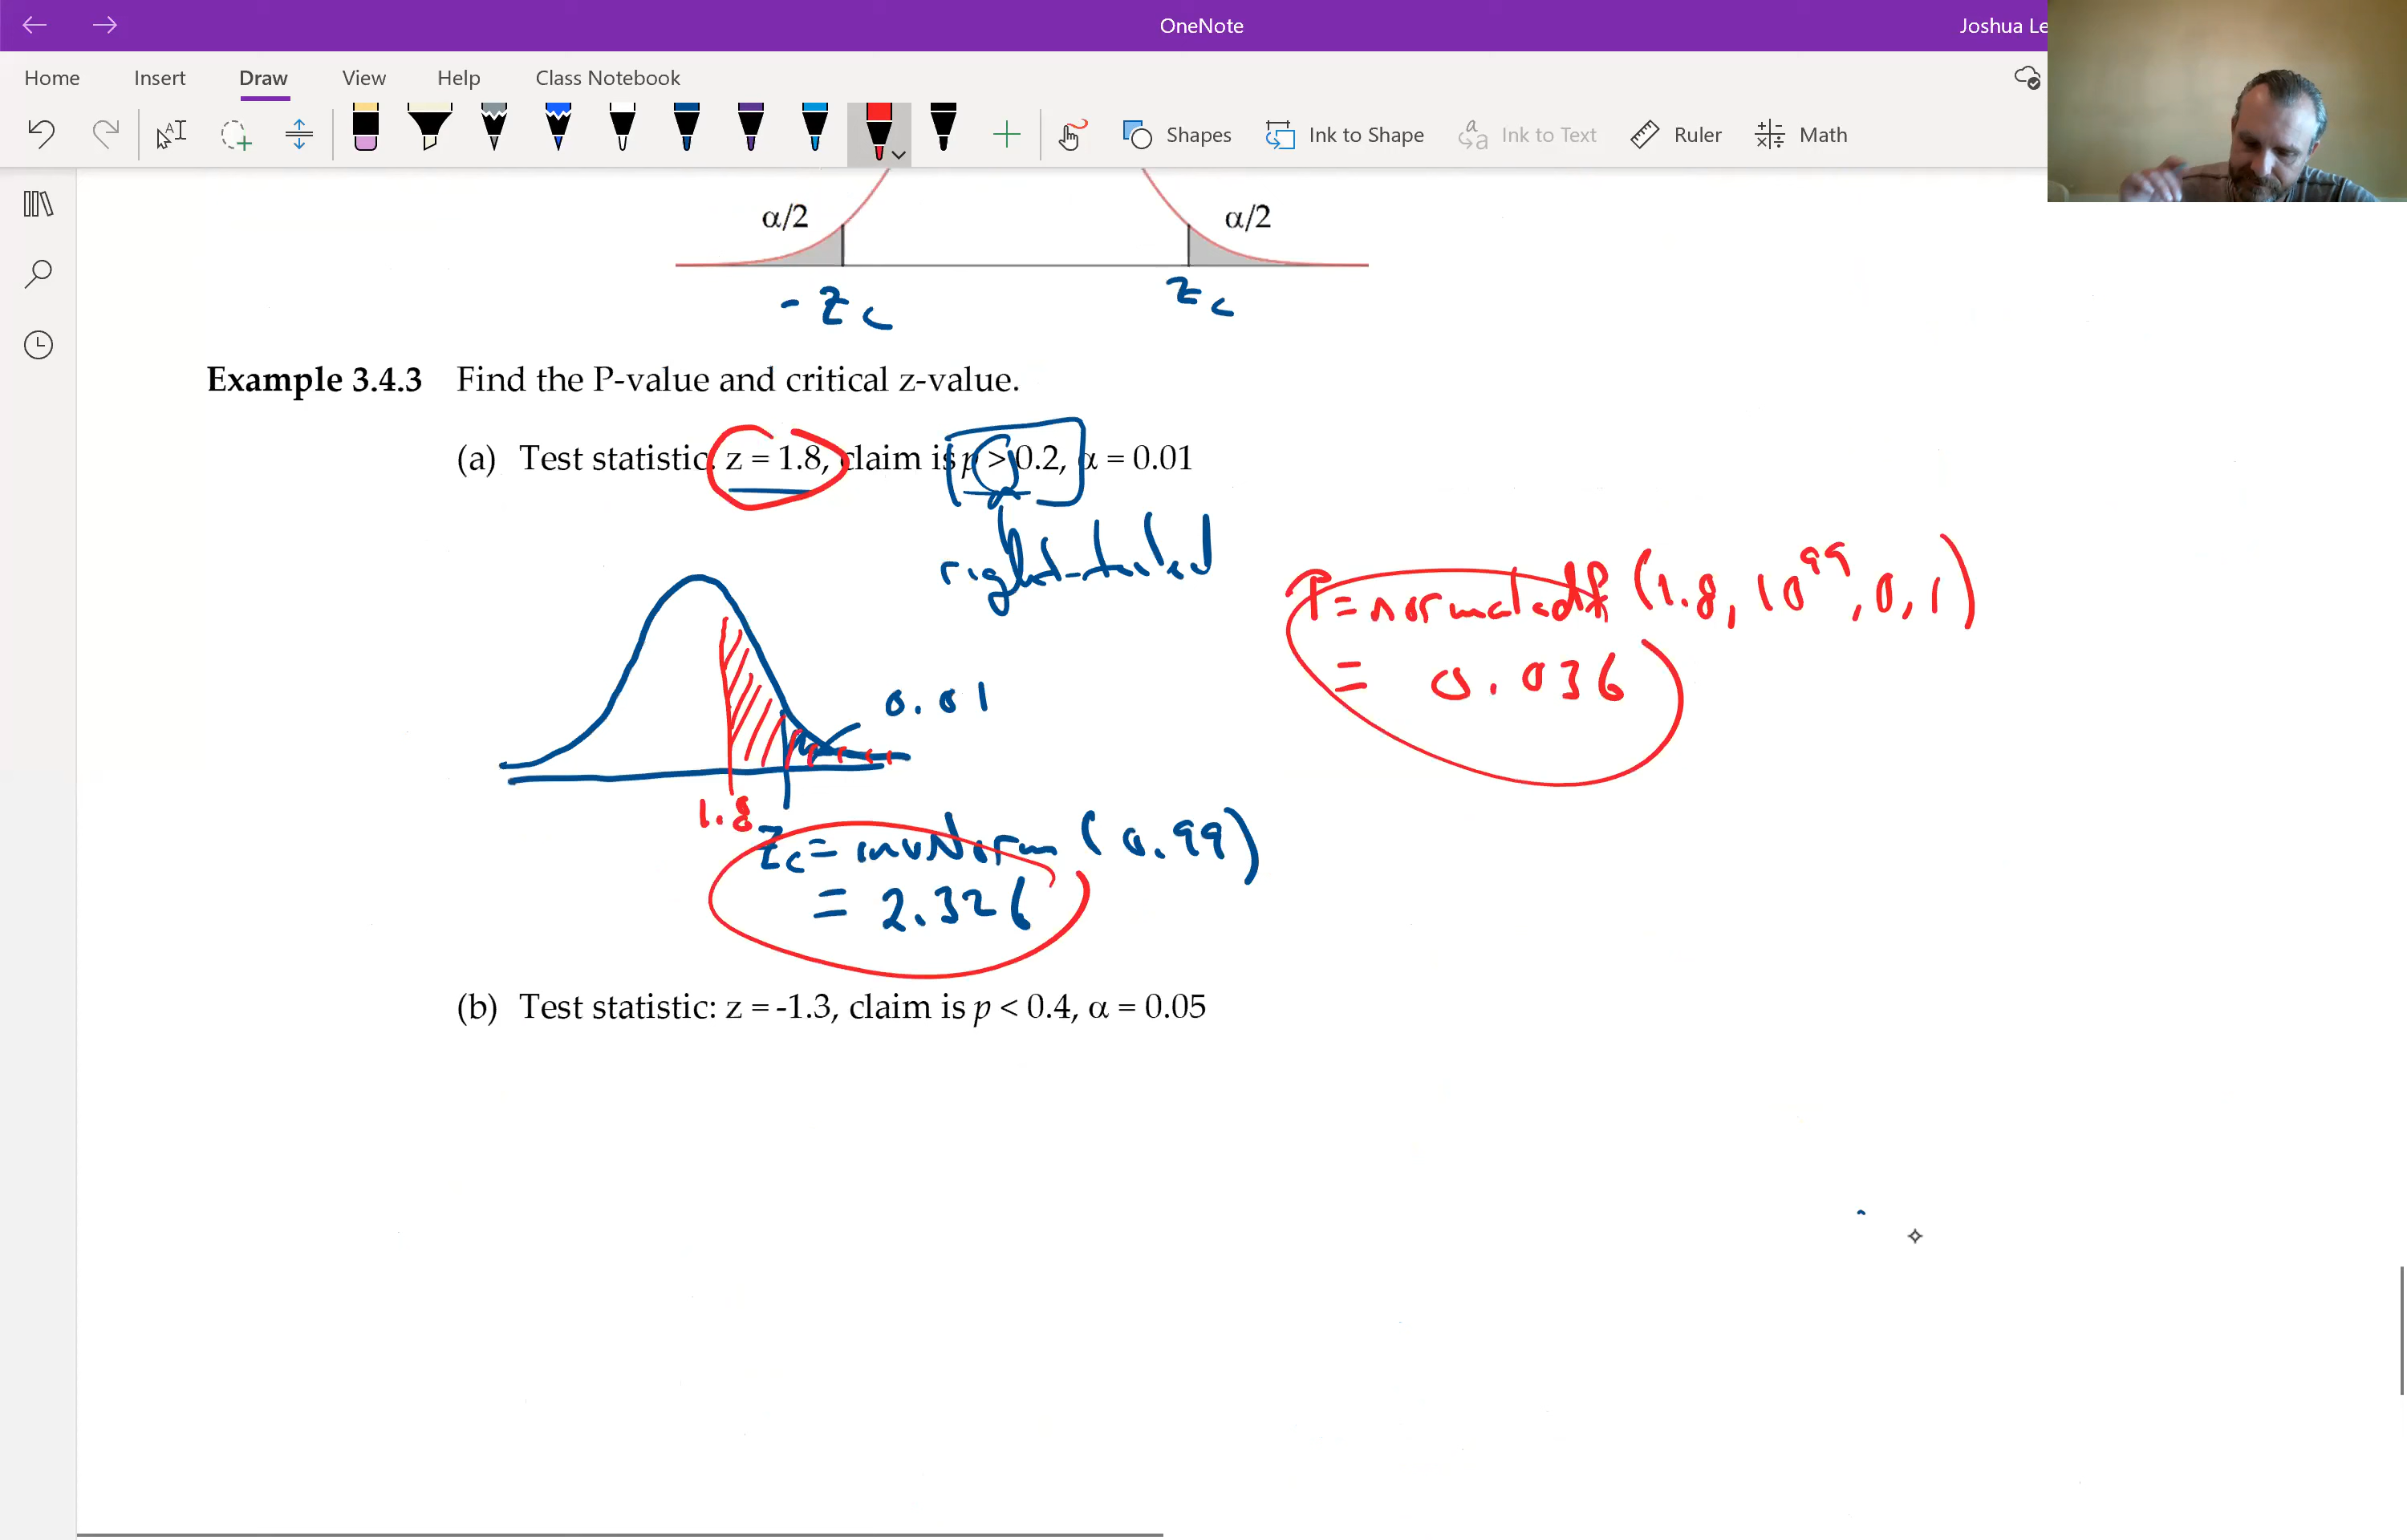 OneNote
Joshua Le
Home Insert Draw View Help Class Notebook
Shapes Ink to Shape Ink to Text Ruler Math
α/2 α/2
- zc zc
Example 3.4.3 Find the P-value and critical z-value.
(a) Test statistic: z = 1.8, claim is p > 0.2, α = 0.01
right-tailed
P = normalcdf (1.8, 10^99, 0, 1)
= 0.036
0.01
1.8
zc = invNorm (0.99)
= 2.326
(b) Test statistic: z = -1.3, claim is p < 0.4, α = 0.05